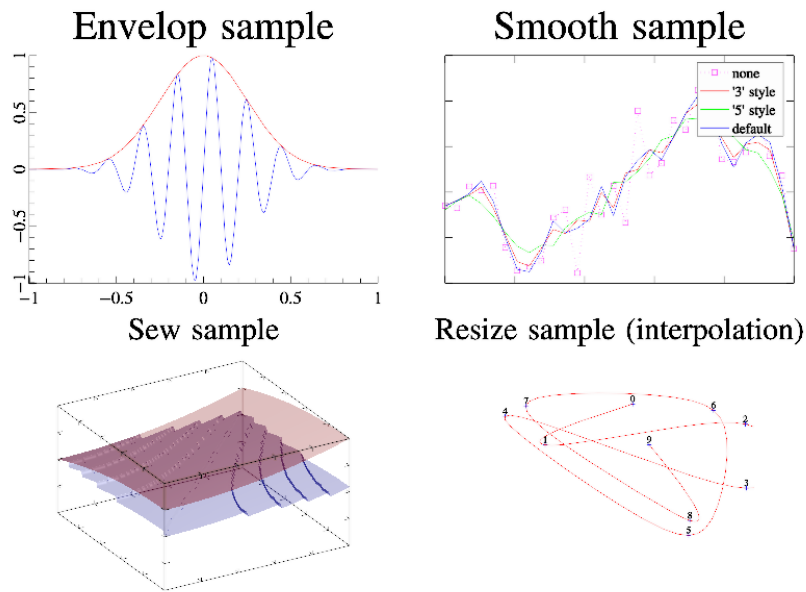 Envelop sample
Smooth sample
1
0.5
0
−0.5
−1
−1
−0.5
0
0.5
1
none
'3' style
'5' style
default
Sew sample
Resize sample (interpolation)
7
0
6
4
2
1
9
3
8
5